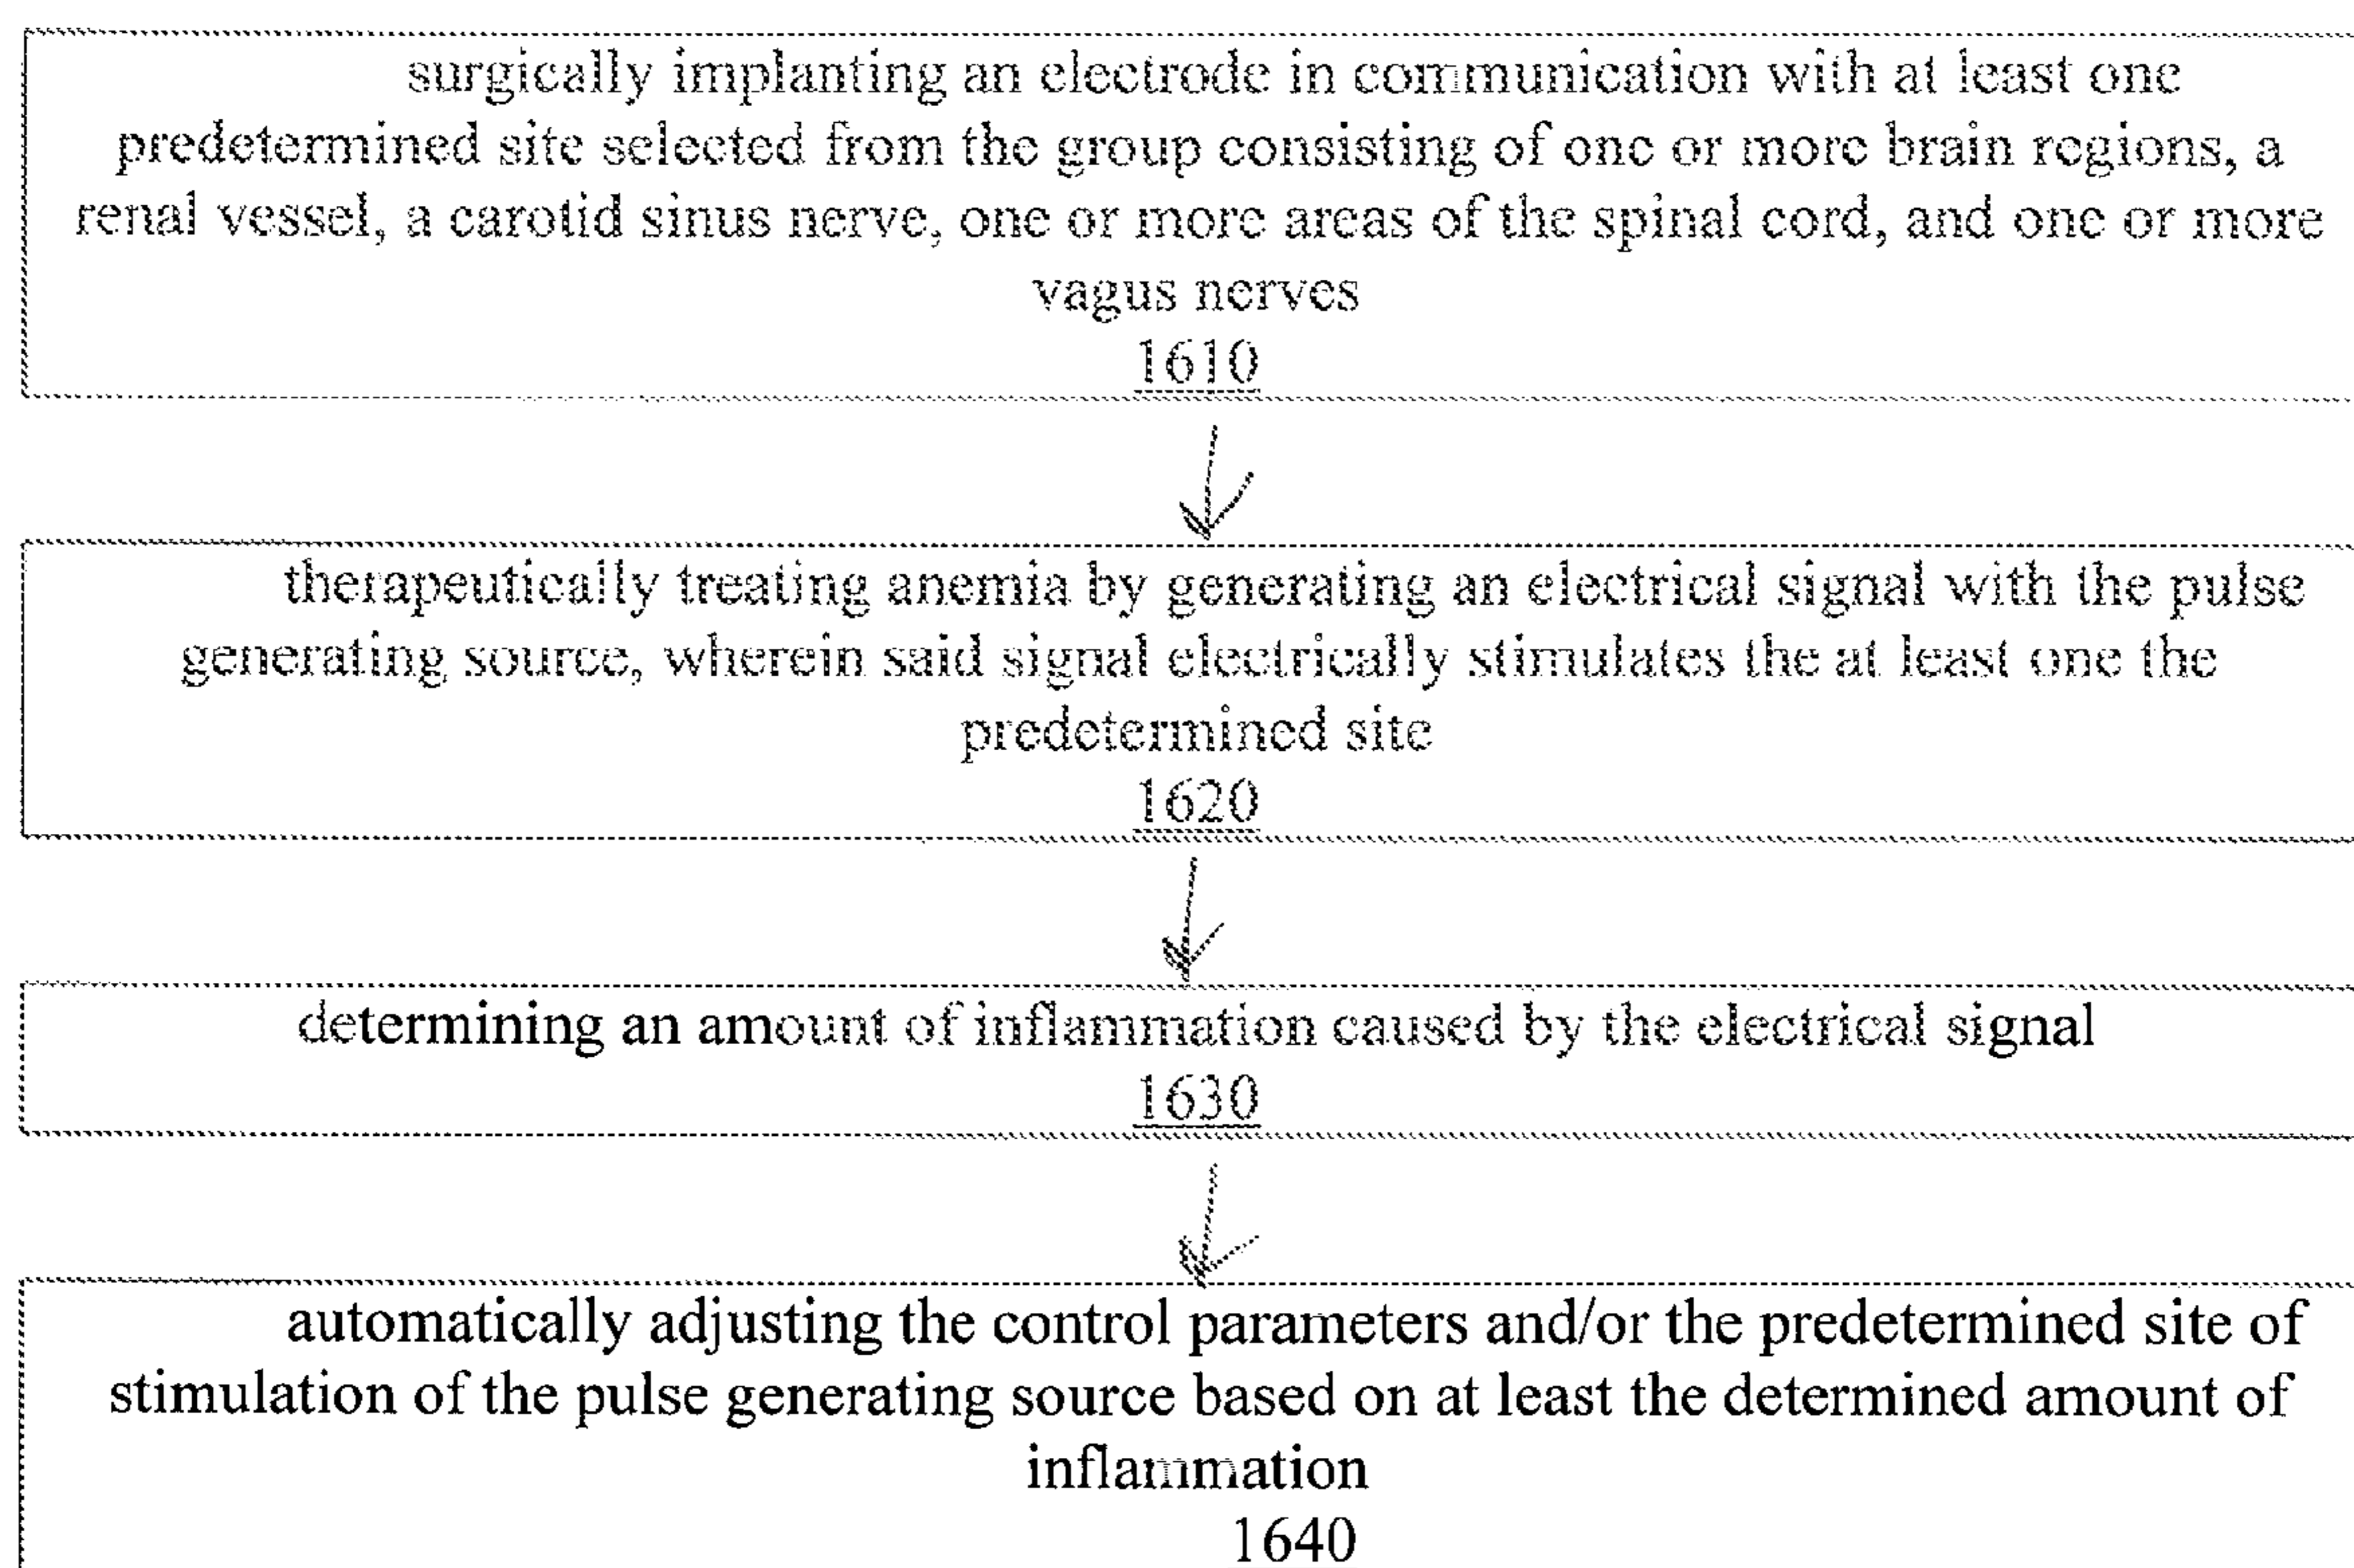 surgically implanting an electrode in communication with at least one
predetermined site selected from the group consisting of one or more brain regions, a
renal vessel, a carotid sinus nerve, one or more areas of the spinal cord, and one or more
vagus nerves
1610
therapeutically treating anemia by generating an electrical signal with the pulse
generating source, wherein said signal electrically stimulates the at least one the
predetermined site
1620
determining an amount of inflammation caused by the electrical signal
1630
automatically adjusting the control parameters and/or the predetermined site of
stimulation of the pulse generating source based on at least the determined amount of
inflammation
1640